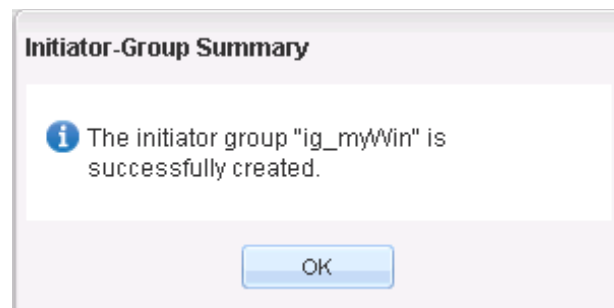 Initiator-Group Summary
The initiator group "ig_myWin" is
successfully created.
OK